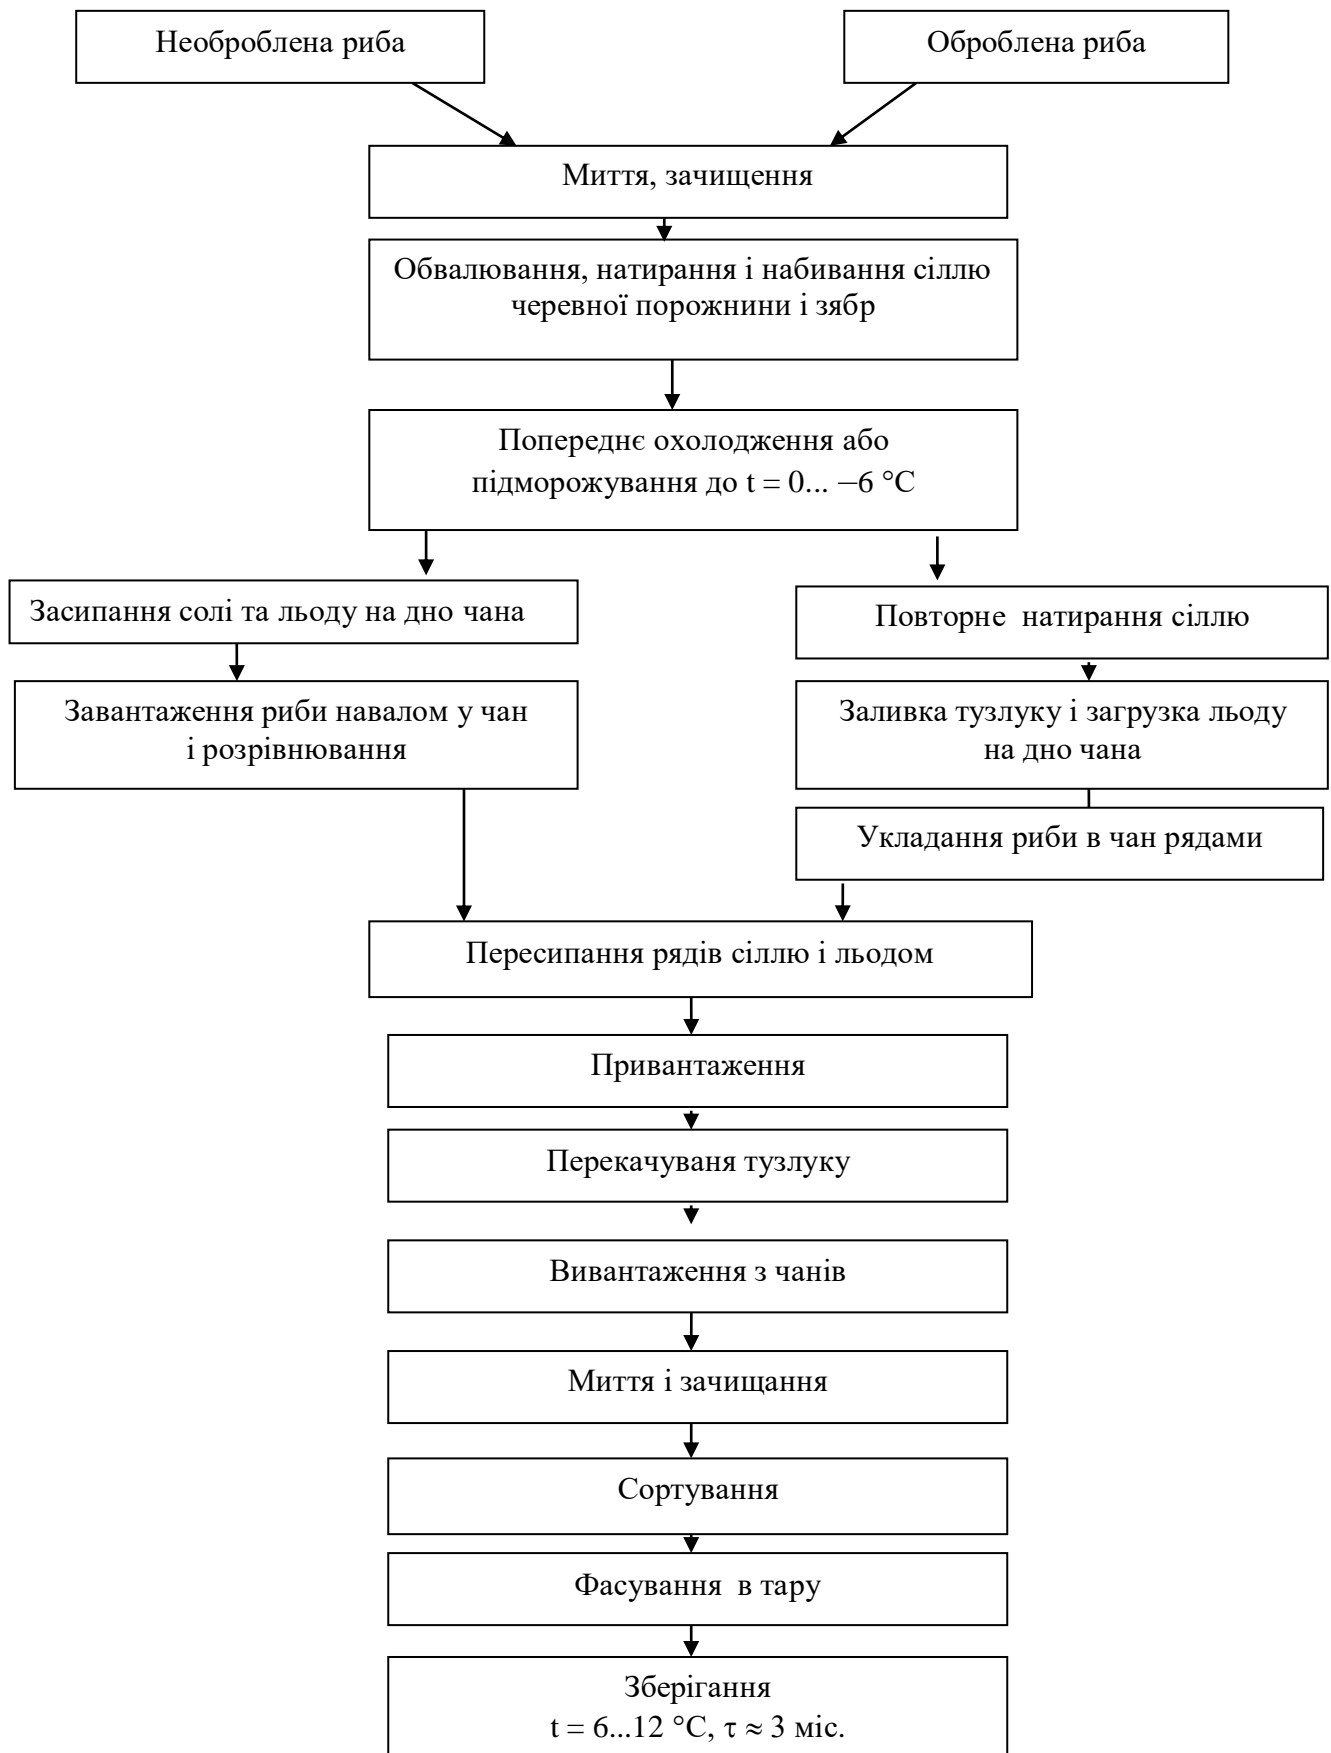 Необроблена риба
Оброблена риба
Миття, зачищення
Обвалювання, натирання і набивання сіллю
черевної порожнини і зябр
Попереднє охолодження або
підморожування до t = 0... –6 °С
Засипання солі та льоду на дно чана
Повторне натирання сіллю
Завантаження риби навалом у чан
і розрівнювання
Заливка тузлуку і загрузка льоду
на дно чана
Укладання риби в чан рядами
Пересипання рядів сіллю і льодом
Привантаження
Перекачуваня тузлуку
Вивантаження з чанів
Миття і зачищання
Сортування
Фасування в тару
Зберігання
t = 6...12 °С, τ ≈ 3 міс.